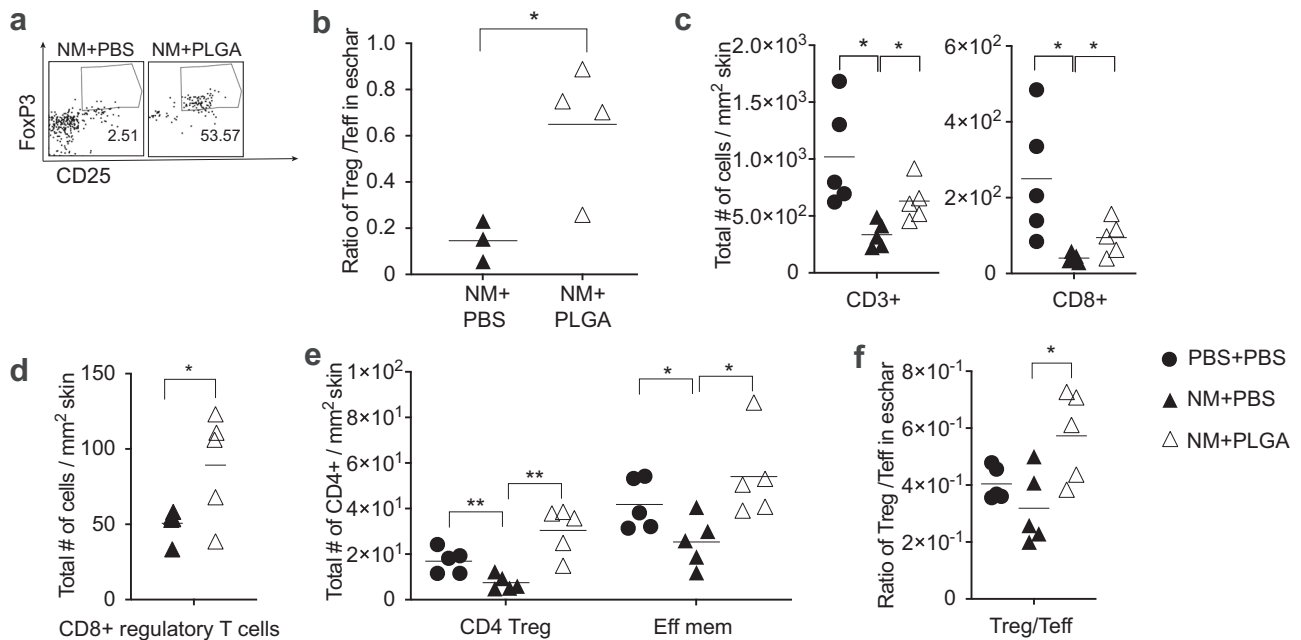 a
NM+PBS
NM+PLGA
FoxP3
2.51
53.57
CD25
b
*
Ratio of Treg /Teff in eschar
1.0
0.8
0.6
0.4
0.2
0
NM+
PBS
NM+
PLGA
c
Total # of cells / mm² skin
2.0×10³
1.5×10³
1.0×10³
5.0×10²
0
*
*
CD3+
6×10²
4×10²
2×10²
0
*
*
CD8+
d
Total # of cells / mm² skin
150
100
50
0
*
CD8+ regulatory T cells
e
Total # of CD4+ / mm² skin
1×10²
8×10¹
6×10¹
4×10¹
2×10¹
0
**
**
*
*
CD4 Treg
Eff mem
f
Ratio of Treg /Teff in eschar
8×10⁻¹
6×10⁻¹
4×10⁻¹
2×10⁻¹
0
*
Treg/Teff
PBS+PBS
NM+PBS
NM+PLGA